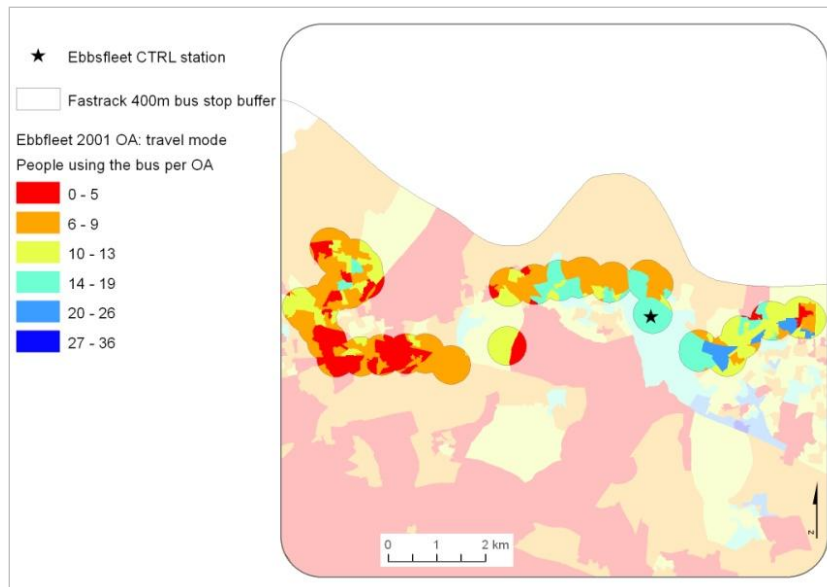 Ebbsfleet CTRL station
Fastrack 400m bus stop buffer
Ebbfleet 2001 OA: travel mode
People using the bus per OA
0 - 5
6 - 9
10 - 13
14 - 19
20 - 26
27 - 36
0 1 2 km
N